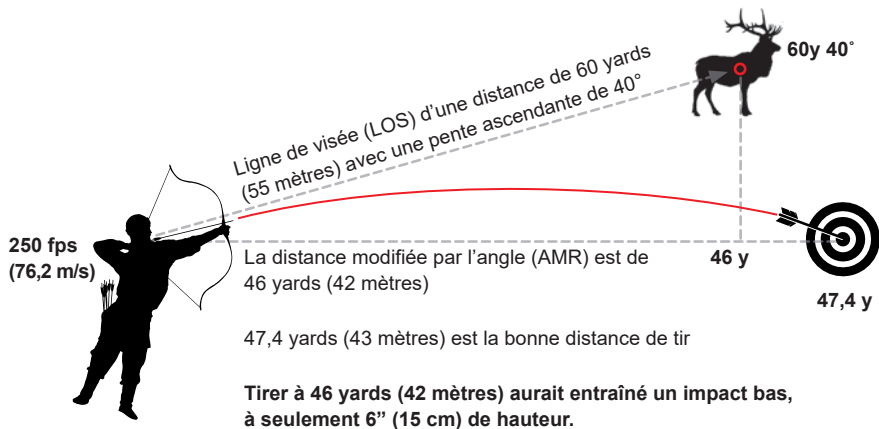 60y 40˚
Ligne de visée (LOS) d’une distance de 60 yards
(55 mètres) avec une pente ascendante de 40°
250 fps
(76,2 m/s)
La distance modifiée par l’angle (AMR) est de
46 yards (42 mètres)
46 y
47,4 y
47,4 yards (43 mètres) est la bonne distance de tir
Tirer à 46 yards (42 mètres) aurait entraîné un impact bas,
à seulement 6” (15 cm) de hauteur.